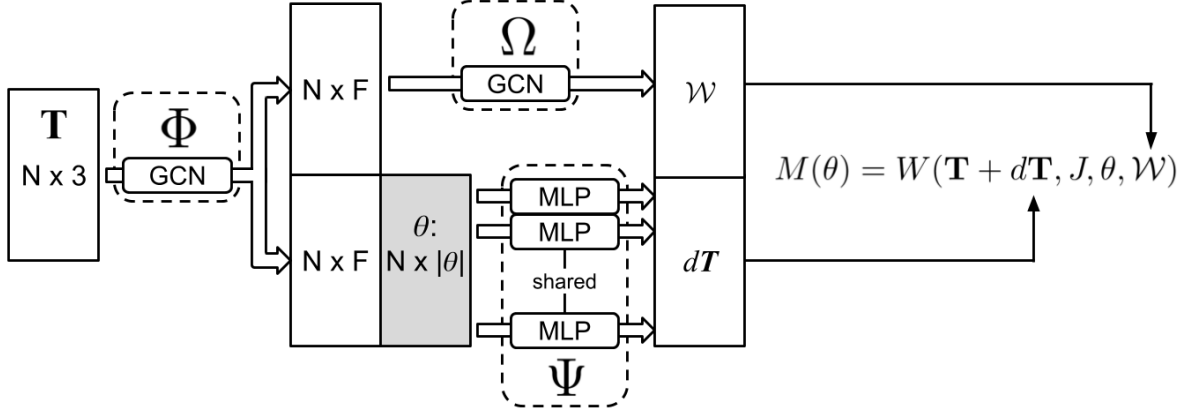 T
N x 3
Φ
GCN
N x F
Ω
GCN
𝒲
N x F
θ:
N x |θ|
MLP
MLP
shared
MLP
Ψ
dT
M(θ) = W(T + dT, J, θ, 𝒲)